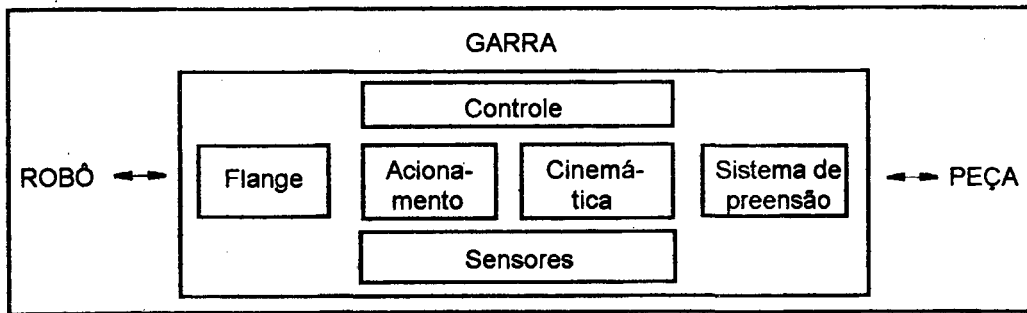 GARRA
Controle
ROBÔ
Flange
Aciona-
mento
Cinemá-
tica
Sistema de
preensão
PEÇA
Sensores